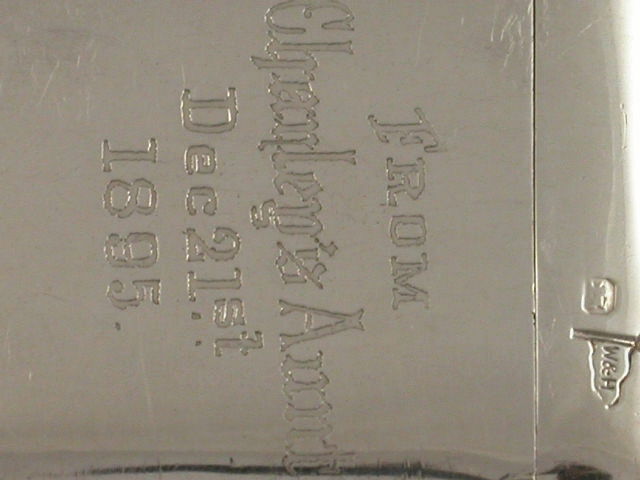 FROM
Charley's Aunt
Dec 21st.
1895.
W&H